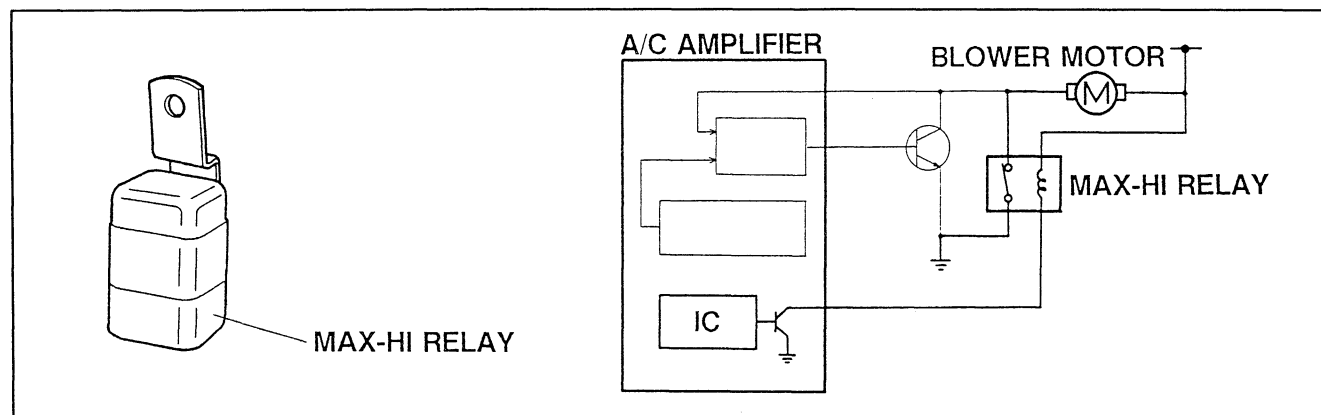 A/C AMPLIFIER
BLOWER MOTOR
M
MAX-HI RELAY
IC
MAX-HI RELAY